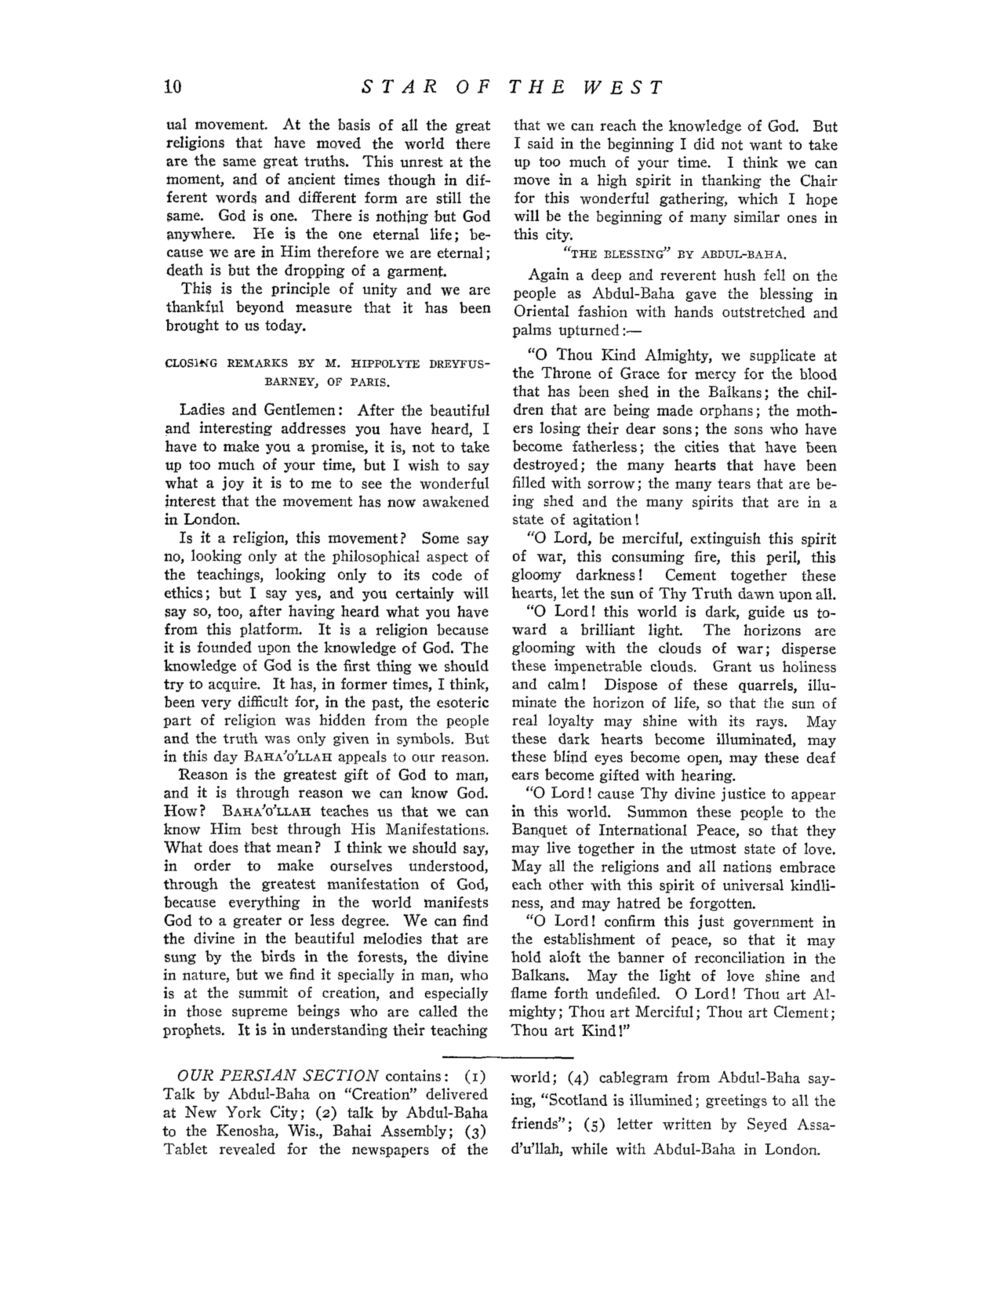 10
STAR OF THE WEST
ual movement. At the basis of all the great
religions that have moved the world there
are the same great truths. This unrest at the
moment, and of ancient times though in dif-
ferent words and different form are still the
same. God is one. There is nothing but God
anywhere. He is the one eternal life; be-
cause we are in Him therefore we are eternal;
death is but the dropping of a garment.
This is the principle of unity and we are
thankful beyond measure that it has been
brought to us today.
CLOSING REMARKS BY M. HIPPOLYTE DREYFUS-
BARNEY, OF PARIS.
Ladies and Gentlemen: After the beautiful
and interesting addresses you have heard, I
have to make you a promise, it is, not to take
up too much of your time, but I wish to say
what a joy it is to me to see the wonderful
interest that the movement has now awakened
in London.
Is it a religion, this movement? Some say
no, looking only at the philosophical aspect of
the teachings, looking only to its code of
ethics; but I say yes, and you certainly will
say so, too, after having heard what you have
from this platform. It is a religion because
it is founded upon the knowledge of God. The
knowledge of God is the first thing we should
try to acquire. It has, in former times, I think,
been very difficult for, in the past, the esoteric
part of religion was hidden from the people
and the truth was only given in symbols. But
in this day BAHA'O'LLAH appeals to our reason.
Reason is the greatest gift of God to man,
and it is through reason we can know God.
How? BAHA'O'LLAH teaches us that we can
know Him best through His Manifestations.
What does that mean? I think we should say,
in order to make ourselves understood,
through the greatest manifestation of God,
because everything in the world manifests
God to a greater or less degree. We can find
the divine in the beautiful melodies that are
sung by the birds in the forests, the divine
in nature, but we find it specially in man, who
is at the summit of creation, and especially
in those supreme beings who are called the
prophets. It is in understanding their teaching
that we can reach the knowledge of God. But
I said in the beginning I did not want to take
up too much of your time. I think we can
move in a high spirit in thanking the Chair
for this wonderful gathering, which I hope
will be the beginning of many similar ones in
this city.
"THE BLESSING" BY ABDUL-BAHA.
Again a deep and reverent hush fell on the
people as Abdul-Baha gave the blessing in
Oriental fashion with hands outstretched and
palms upturned:—
"O Thou Kind Almighty, we supplicate at
the Throne of Grace for mercy for the blood
that has been shed in the Balkans; the chil-
dren that are being made orphans; the moth-
ers losing their dear sons; the sons who have
become fatherless; the cities that have been
destroyed; the many hearts that have been
filled with sorrow; the many tears that are be-
ing shed and the many spirits that are in a
state of agitation!
"O Lord, be merciful, extinguish this spirit
of war, this consuming fire, this peril, this
gloomy darkness! Cement together these
hearts, let the sun of Thy Truth dawn upon all.
"O Lord! this world is dark, guide us to-
ward a brilliant light. The horizons are
glooming with the clouds of war; disperse
these impenetrable clouds. Grant us holiness
and calm! Dispose of these quarrels, illu-
minate the horizon of life, so that the sun of
real loyalty may shine with its rays. May
these dark hearts become illuminated, may
these blind eyes become open, may these deaf
ears become gifted with hearing.
"O Lord! cause Thy divine justice to appear
in this world. Summon these people to the
Banquet of International Peace, so that they
may live together in the utmost state of love.
May all the religions and all nations embrace
each other with this spirit of universal kindli-
ness, and may hatred be forgotten.
"O Lord! confirm this just government in
the establishment of peace, so that it may
hold aloft the banner of reconciliation in the
Balkans. May the light of love shine and
flame forth undefiled. O Lord! Thou art Al-
mighty; Thou art Merciful; Thou art Clement;
Thou art Kind!"
OUR PERSIAN SECTION contains: (1)
Talk by Abdul-Baha on "Creation" delivered
at New York City; (2) talk by Abdul-Baha
to the Kenosha, Wis., Bahai Assembly; (3)
Tablet revealed for the newspapers of the
world; (4) cablegram from Abdul-Baha say-
ing, "Scotland is illumined; greetings to all the
friends"; (5) letter written by Seyed Assa-
d'u'llah, while with Abdul-Baha in London.